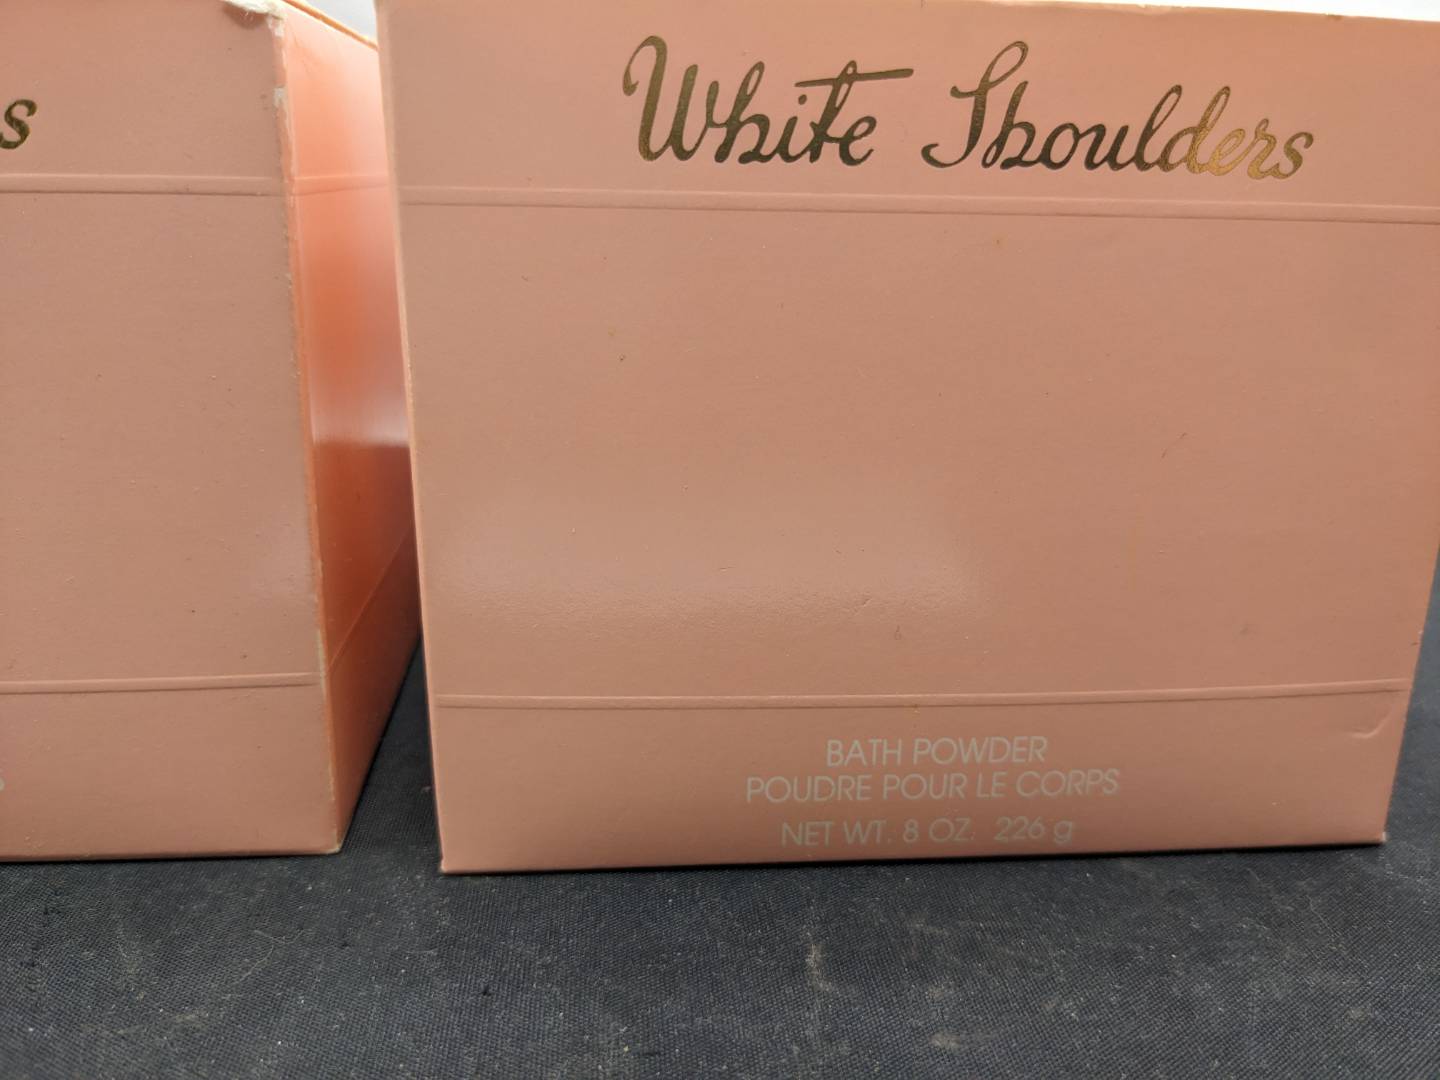 White Shoulders
BATH POWDER
POUDRE POUR LE CORPS
NET WT. 8 OZ. 226 g
s